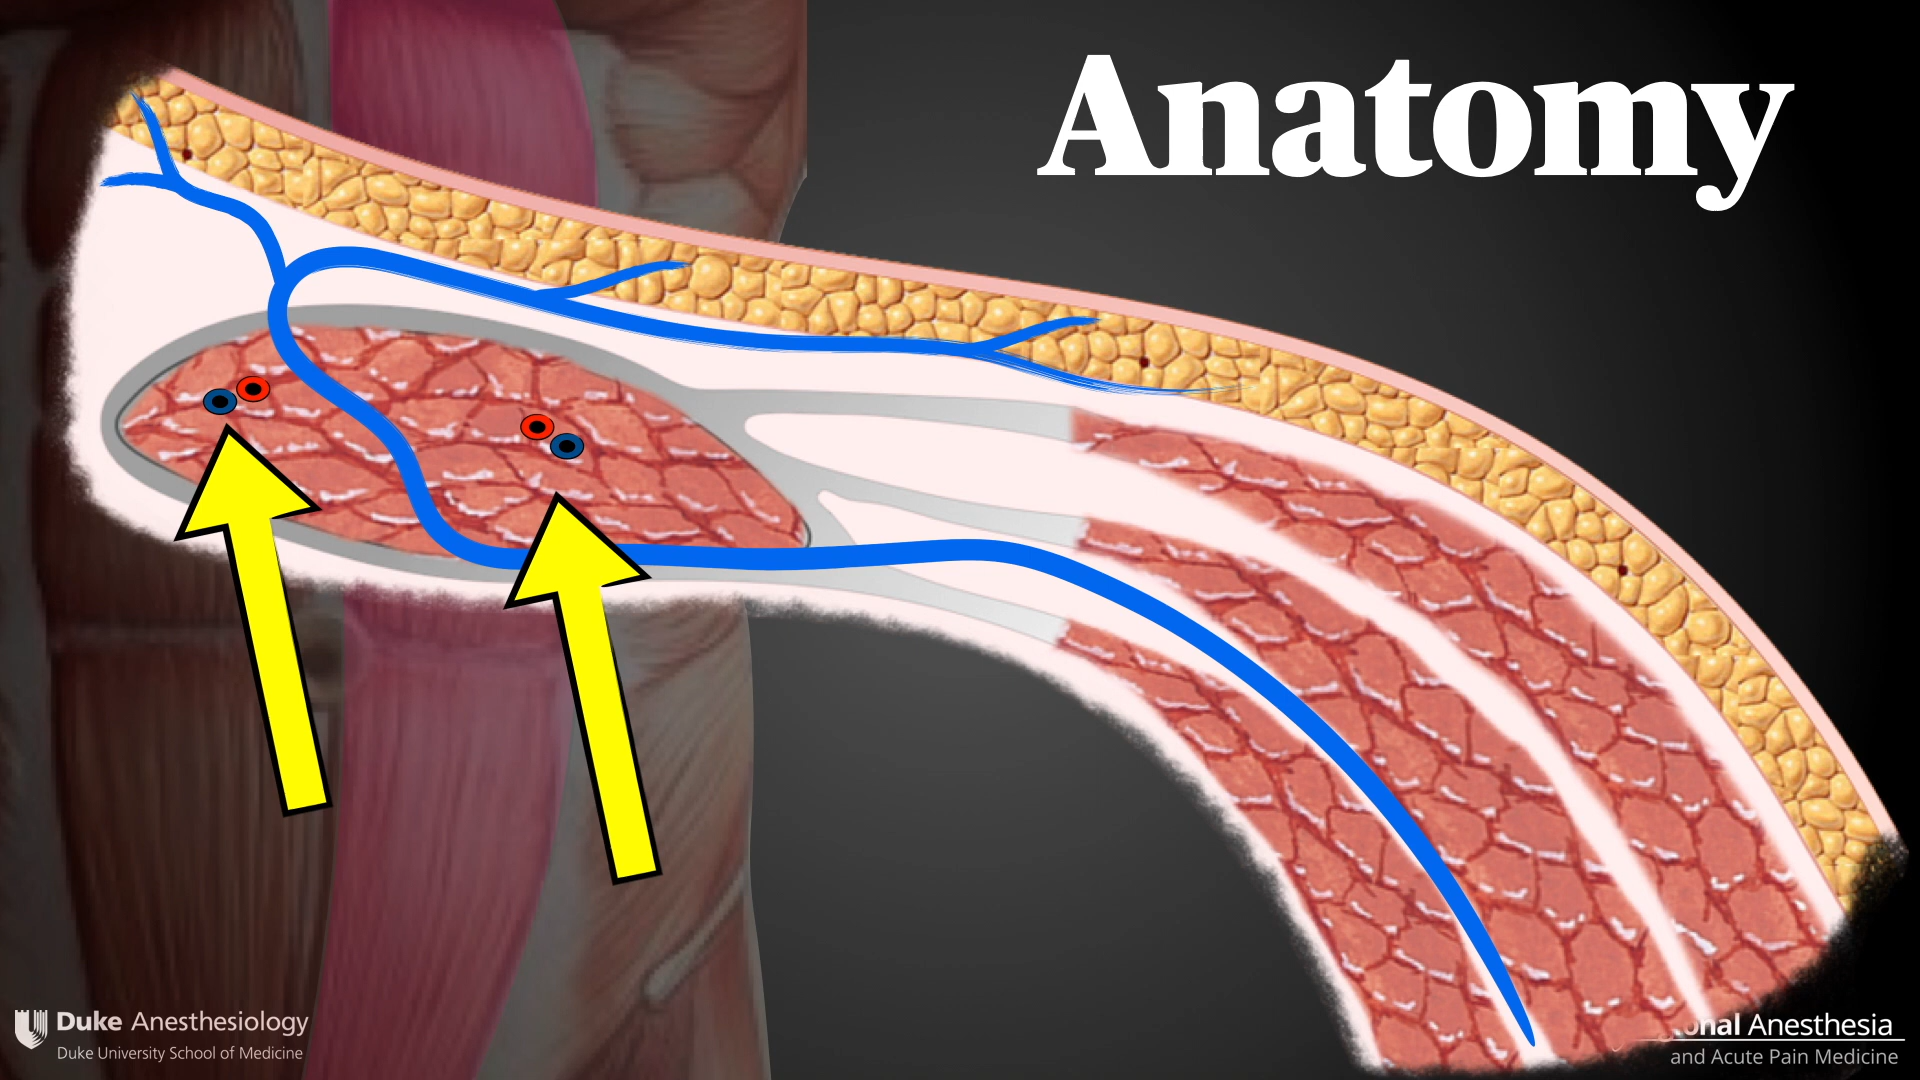 Anatomy
Duke Anesthesiology
Duke University School of Medicine
Anesthesia
and Acute Pain Medicine